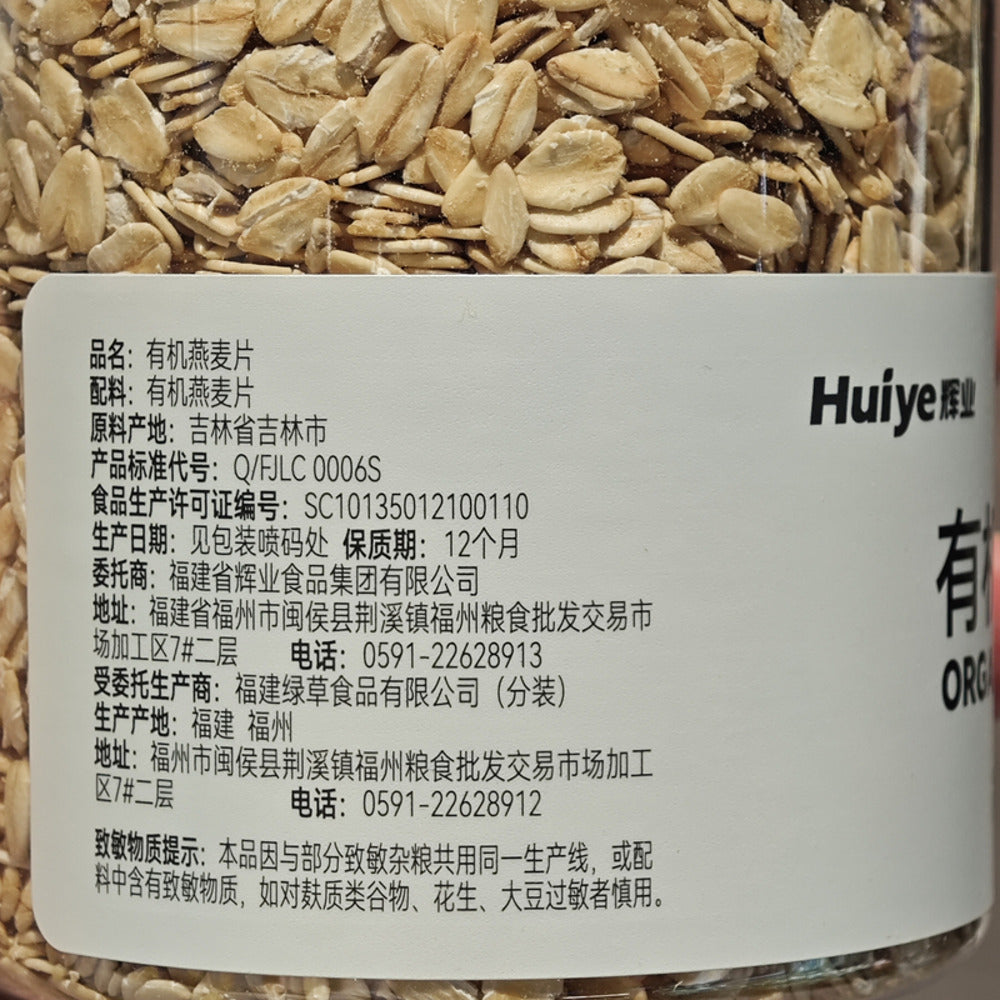 品名：有机燕麦片
配料：有机燕麦片
原料产地：吉林省吉林市
产品标准代号：Q/FJLC 0006S
食品生产许可证编号：SC10135012100110
生产日期：见包装喷码处 保质期：12个月
委托商：福建省辉业食品集团有限公司
地址：福建省福州市闽侯县荆溪镇福州粮食批发交易市
场加工区7#二层 电话：0591-22628913
受委托生产商：福建绿草食品有限公司（分装）
生产产地：福建 福州
地址：福州市闽侯县荆溪镇福州粮食批发交易市场加工
区7#二层 电话：0591-22628912
致敏物质提示：本品因与部分致敏杂粮共用同一生产线，或配
料中含有致敏物质，如对麸质类谷物、花生、大豆过敏者慎用。
Huiye辉业
有
ORG